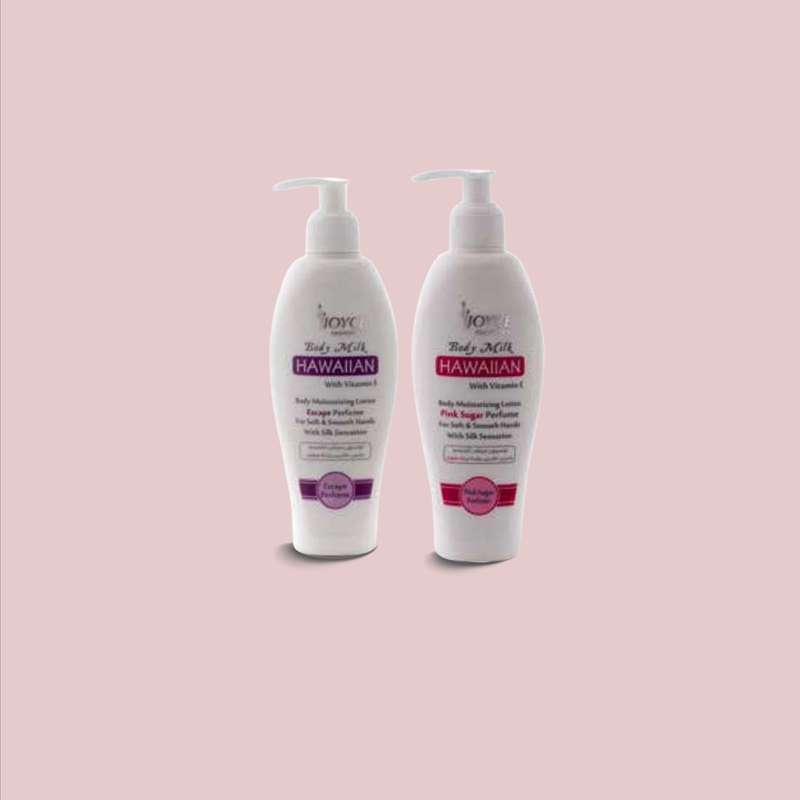 JOYCE
Body Milk
HAWAIIAN
With Vitamin E
Body Moisturizing Lotion
Escape Perfume
For Soft & Smooth Hands
With Silk Sensation
Escape
Perfume
JOYCE
Body Milk
HAWAIIAN
With Vitamin E
Body Moisturizing Lotion
Pink Sugar Perfume
For Soft & Smooth Hands
With Silk Sensation
Pink Sugar
Perfume